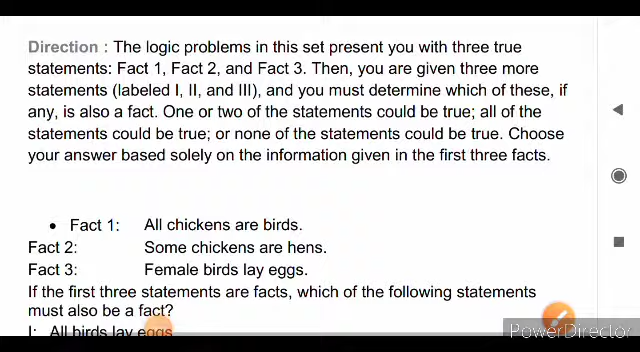 Direction : The logic problems in this set present you with three true
statements: Fact 1, Fact 2, and Fact 3. Then, you are given three more
statements (labeled I, II, and III), and you must determine which of these, if
any, is also a fact. One or two of the statements could be true; all of the
statements could be true; or none of the statements could be true. Choose
your answer based solely on the information given in the first three facts.
• Fact 1: All chickens are birds.
Fact 2: Some chickens are hens.
Fact 3: Female birds lay eggs.
If the first three statements are facts, which of the following statements
must also be a fact?
I: All birds lay eggs
PowerDirector